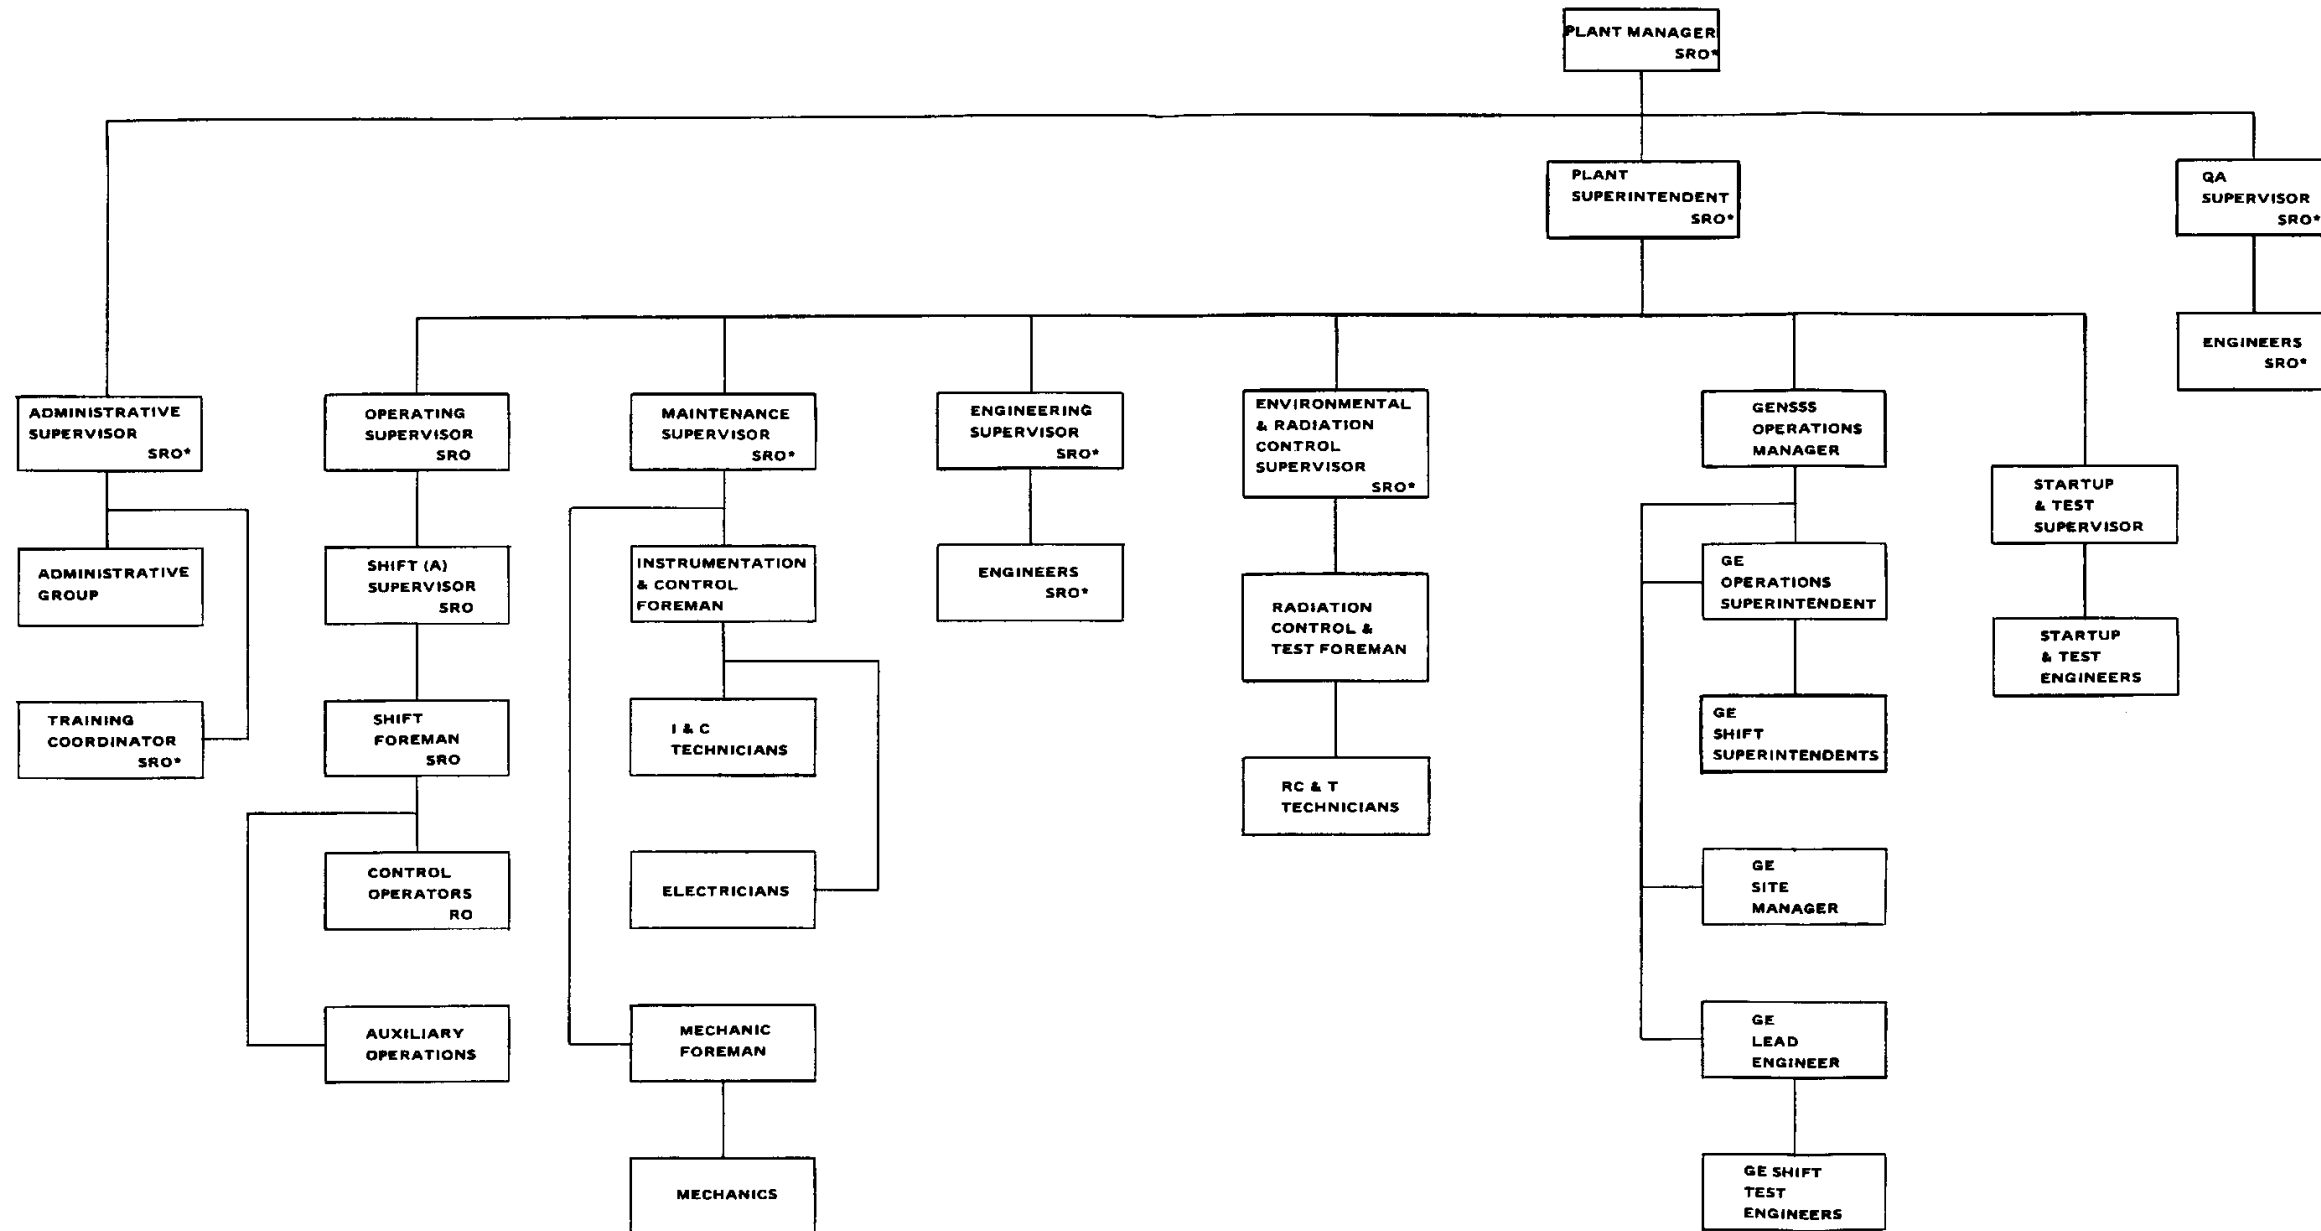 PLANT MANAGER
SRO*
PLANT
SUPERINTENDENT
SRO*
QA
SUPERVISOR
SRO*
ENGINEERS
SRO*
ADMINISTRATIVE
SUPERVISOR
SRO*
OPERATING
SUPERVISOR
SRO
MAINTENANCE
SUPERVISOR
SRO*
ENGINEERING
SUPERVISOR
SRO*
ENVIRONMENTAL
& RADIATION
CONTROL
SUPERVISOR
SRO*
GENSSS
OPERATIONS
MANAGER
STARTUP
& TEST
SUPERVISOR
ADMINISTRATIVE
GROUP
SHIFT (A)
SUPERVISOR
SRO
INSTRUMENTATION
& CONTROL
FOREMAN
ENGINEERS
SRO*
RADIATION
CONTROL &
TEST FOREMAN
GE
OPERATIONS
SUPERINTENDENT
STARTUP
& TEST
ENGINEERS
TRAINING
COORDINATOR
SRO*
SHIFT
FOREMAN
SRO
I & C
TECHNICIANS
RC & T
TECHNICIANS
GE
SHIFT
SUPERINTENDENTS
CONTROL
OPERATORS
RO
ELECTRICIANS
GE
SITE
MANAGER
AUXILIARY
OPERATIONS
MECHANIC
FOREMAN
GE
LEAD
ENGINEER
MECHANICS
GE SHIFT
TEST
ENGINEERS